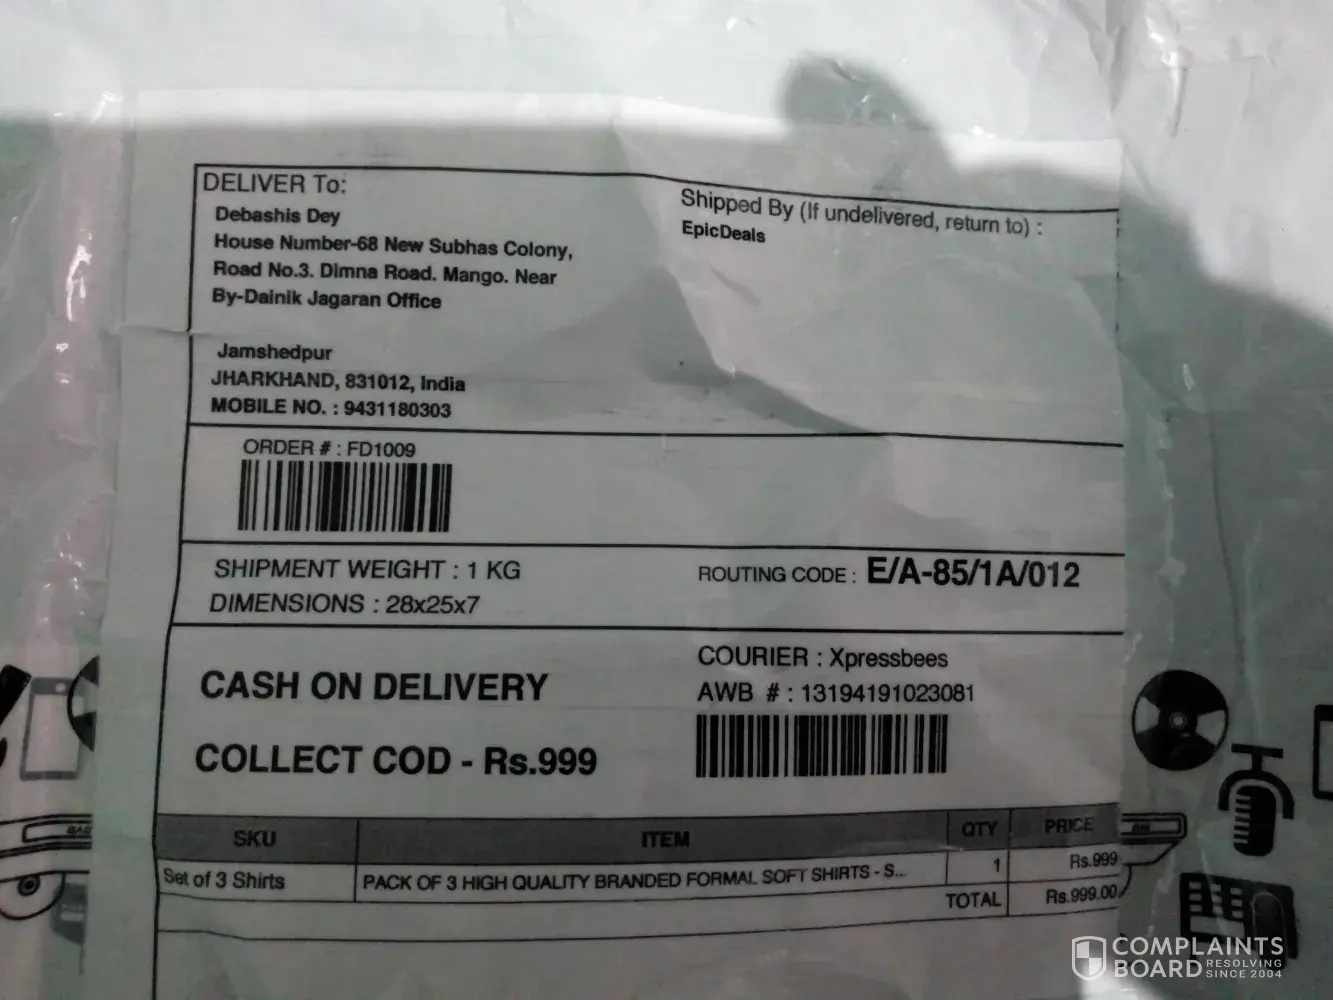 DELIVER To:
Debashis Dey
House Number-68 New Subhas Colony,
Road No.3. Dimna Road. Mango. Near
By-Dainik Jagaran Office
Jamshedpur
JHARKHAND, 831012, India
MOBILE NO. : 9431180303
Shipped By (If undelivered, return to) :
EpicDeals
ORDER # : FD1009
SHIPMENT WEIGHT : 1 KG
DIMENSIONS : 28x25x7
ROUTING CODE : E/A-85/1A/012
CASH ON DELIVERY
COLLECT COD - Rs.999
COURIER : Xpressbees
AWB # : 13194191023081
SKU ITEM QTY PRICE
Set of 3 Shirts PACK OF 3 HIGH QUALITY BRANDED FORMAL SOFT SHIRTS - S... 1 Rs.999
TOTAL Rs.999.00
COMPLAINTS
BOARD RESOLVING
SINCE 2004